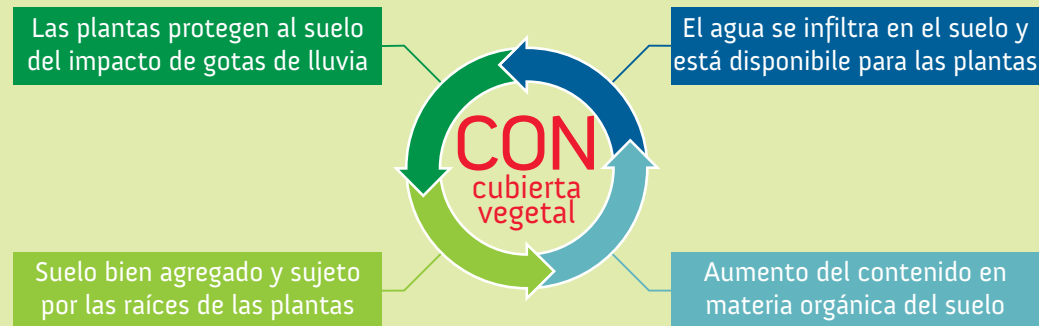 Las plantas protegen al suelo
del impacto de gotas de lluvia
El agua se infiltra en el suelo y
está disponibile para las plantas
CON
cubierta
vegetal
Suelo bien agregado y sujeto
por las raíces de las plantas
Aumento del contenido en
materia orgánica del suelo